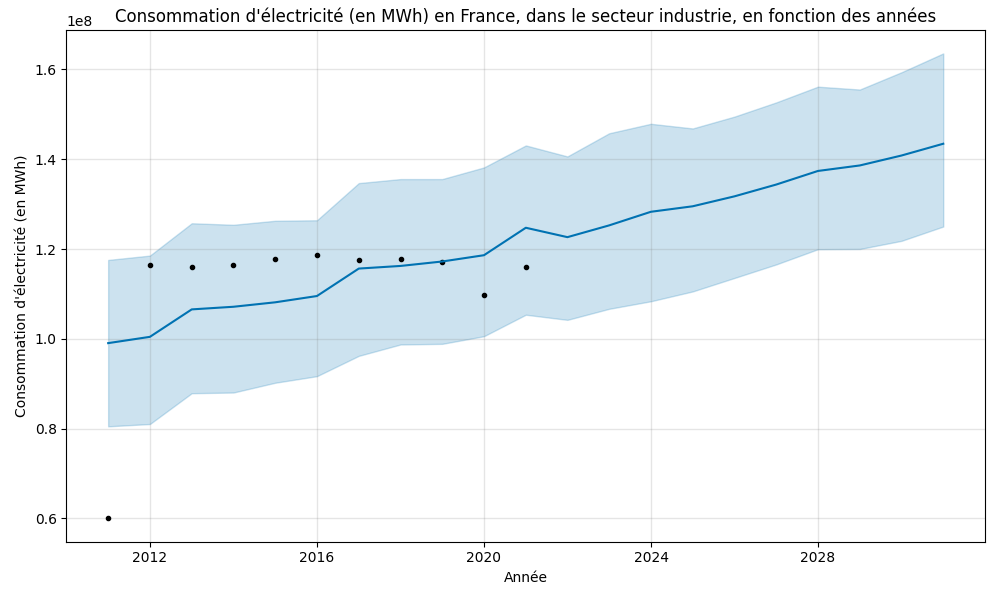 Consommation d'électricité (en MWh) en France, dans le secteur industrie, en fonction des années
1e8
1.6
1.4
1.2
1.0
0.8
0.6
Consommation d'électricité (en MWh)
2012 2016 2020 2024 2028
Année